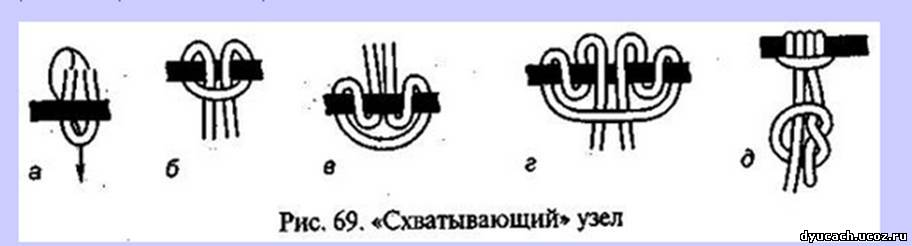 а б в г д
Рис. 69. «Схватывающий» узел
dyucach.ucoz.ru